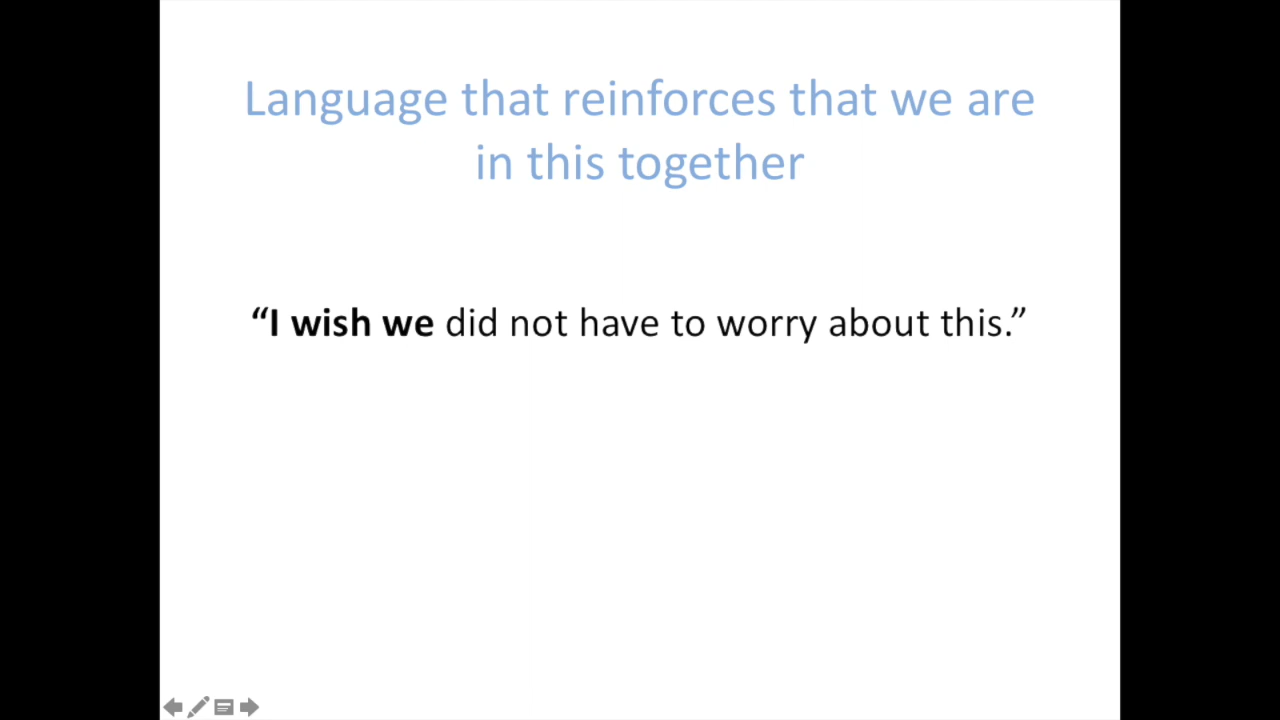 Language that reinforces that we are
in this together
“I wish we did not have to worry about this.”